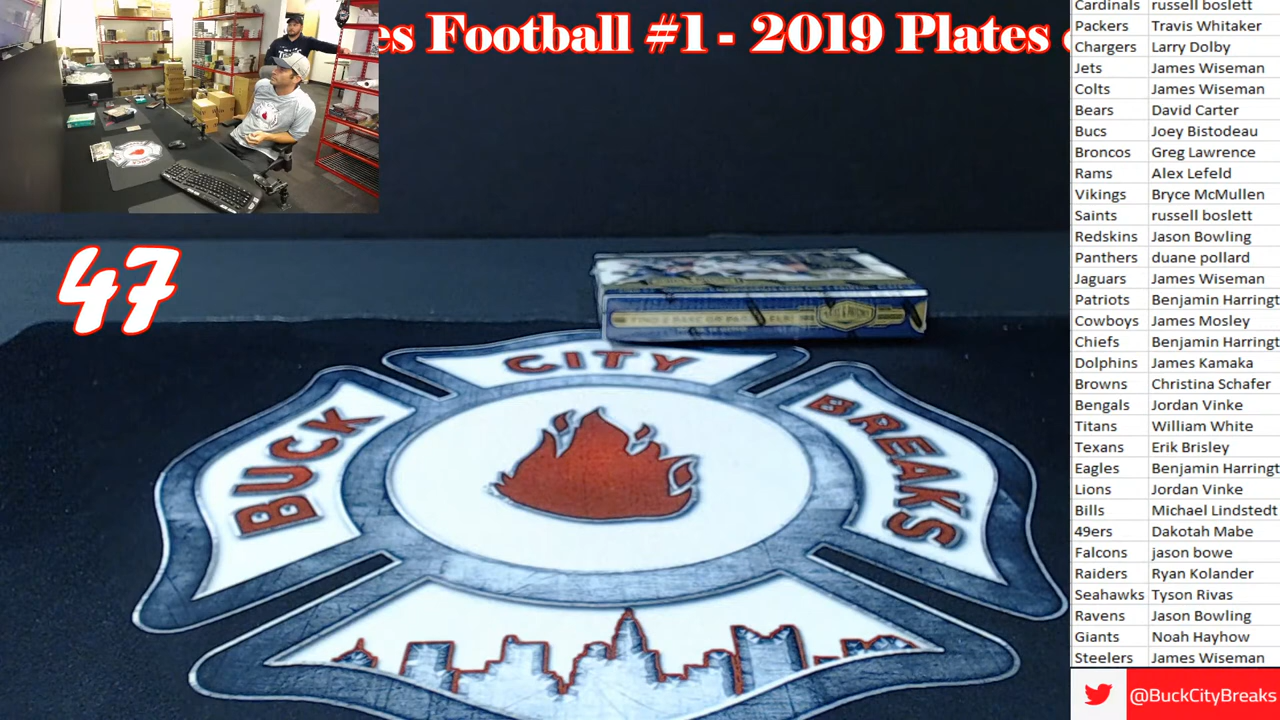 es Football #1 - 2019 Plates
Cardinals russell boslett
Packers Travis Whitaker
Chargers Larry Dolby
Jets James Wiseman
Colts James Wiseman
Bears David Carter
Bucs Joey Bistodeau
Broncos Greg Lawrence
Rams Alex Lefeld
Vikings Bryce McMullen
Saints russell boslett
Redskins Jason Bowling
Panthers duane pollard
Jaguars James Wiseman
Patriots Benjamin Harringt
Cowboys James Mosley
Chiefs Benjamin Harringt
Dolphins James Kamaka
Browns Christina Schafer
Bengals Jordan Vinke
Titans William White
Texans Erik Brisley
Eagles Benjamin Harringt
Lions Jordan Vinke
Bills Michael Lindstedt
49ers Dakotah Mabe
Falcons jason bowe
Raiders Ryan Kolander
Seahawks Tyson Rivas
Ravens Jason Bowling
Giants Noah Hayhow
Steelers James Wiseman
@BuckCityBreaks
47
BUCK
CITY
BREAKS